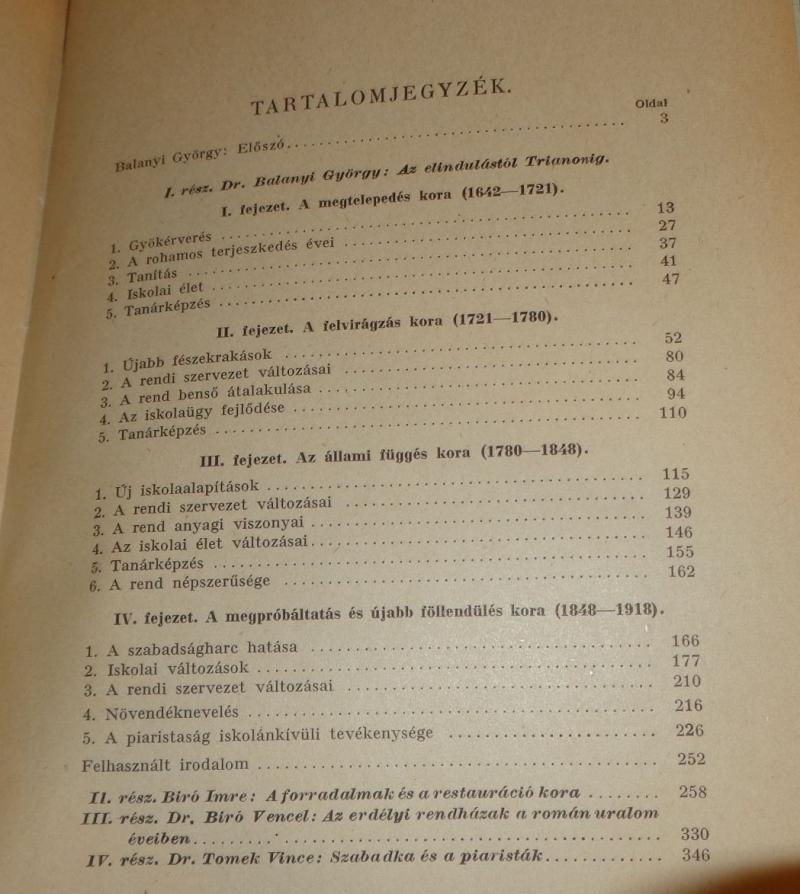 TARTALOMJEGYZÉK.
Oldal
Balanyi György: Előszó 3
I. rész. Dr. Balanyi György: Az elindulástól Trianonig.
I. fejezet. A megtelepedés kora (1642—1721).
1. Gyökérverés 13
2. A rohamos terjeszkedés évei 27
3. Tanítás 37
4. Iskolai élet 41
5. Tanárképzés 47
II. fejezet. A felvirágzás kora (1721—1780).
1. Újabb fészekrakások 52
2. A rendi szervezet változásai 80
3. A rend benső átalakulása 84
4. Az iskolaügy fejlődése 94
5. Tanárképzés 110
III. fejezet. Az állami függés kora (1780—1848).
1. Új iskolaalapítások 115
2. A rendi szervezet változásai 129
3. A rend anyagi viszonyai 139
4. Az iskolai élet változásai 146
5. Tanárképzés 155
6. A rend népszerűsége 162
IV. fejezet. A megpróbáltatás és újabb föllendülés kora (1848—1918).
1. A szabadságharc hatása 166
2. Iskolai változások 177
3. A rendi szervezet változásai 210
4. Növendéknevelés 216
5. A piaristaság iskolánkívüli tevékenysége 226
Felhasznált irodalom 252
II. rész. Biró Imre: A forradalmak és a restauráció kora 258
III. rész. Dr. Biró Vencel: Az erdélyi rendházak a román uralom
éveiben 330
IV. rész. Dr. Tomek Vince: Szabadka és a piaristák 346